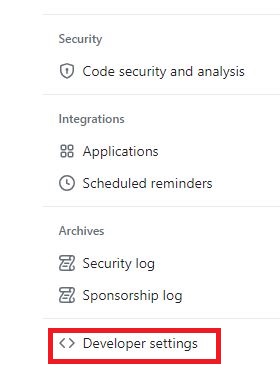 Security
Code security and analysis
Integrations
Applications
Scheduled reminders
Archives
Security log
Sponsorship log
Developer settings